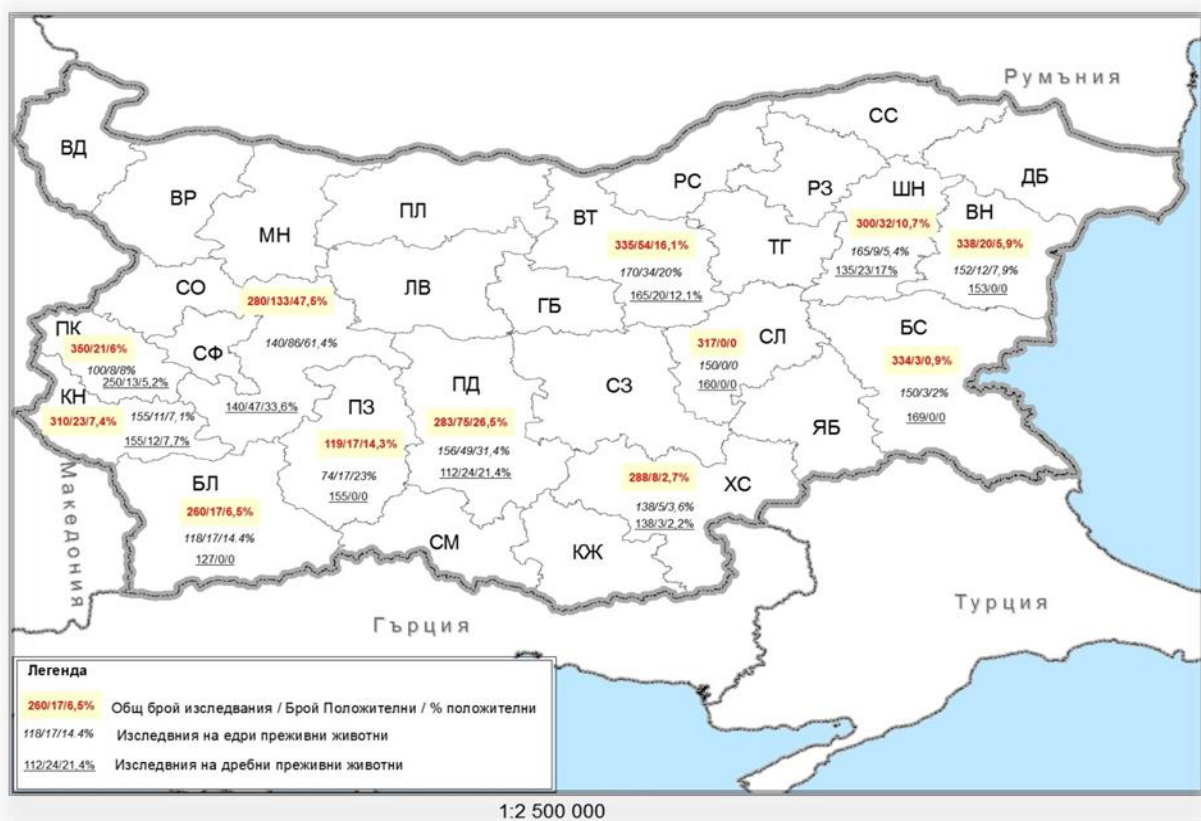 Румъния
СС
ВД
ДБ
РС
РЗ
ШН
ВР
ПЛ
ВТ
ВН
МН
300/32/10,7%
335/54/16,1%
ТГ
338/20/5,9%
165/9/5,4%
170/34/20%
152/12/7,9%
135/23/17%
СО
ЛВ
ГБ
165/20/12,1%
153/0/0
280/133/47,5%
ПК
БС
СЛ
317/0/0
350/21/6%
140/86/61,4%
СФ
334/3/0,9%
100/8/8%
150/0/0
250/13/5,2%
ПД
СЗ
160/0/0
150/3/2%
КН
140/47/33,6%
ПЗ
169/0/0
155/11/7,1%
310/23/7,4%
283/75/26,5%
ЯБ
155/12/7,7%
119/17/14,3%
156/49/31,4%
112/24/21,4%
74/17/23%
288/8/2,7%
ХС
БЛ
155/0/0
138/5/3,6%
260/17/6,5%
138/3/2,2%
118/17/14.4%
СМ
КЖ
127/0/0
Македония
Гърция
Турция
Легенда
260/17/6,5% Общ брой изследвания / Брой Положителни / % положителни
118/17/14.4% Изследвния на едри преживни животни
112/24/21,4% Изследвния на дребни преживни животни
1:2 500 000